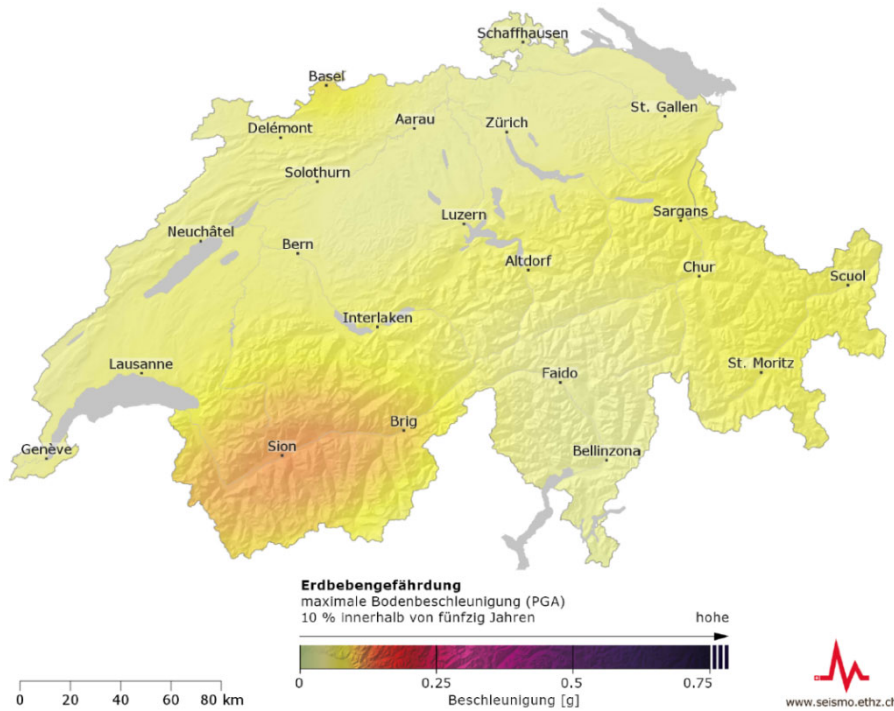 Schaffhausen
Basel
St. Gallen
Aarau
Zürich
Delémont
Solothurn
Sargans
Luzern
Neuchâtel
Bern
Altdorf
Chur
Scuol
Interlaken
Lausanne
Faido
St. Moritz
Brig
Sion
Genève
Bellinzona
Erdbebengefährdung
maximale Bodenbeschleunigung (PGA)
10 % innerhalb von fünfzig Jahren
hohe
0 0.25 0.5 0.75
Beschleunigung [g]
0 20 40 60 80 km
www.seismo.ethz.ch